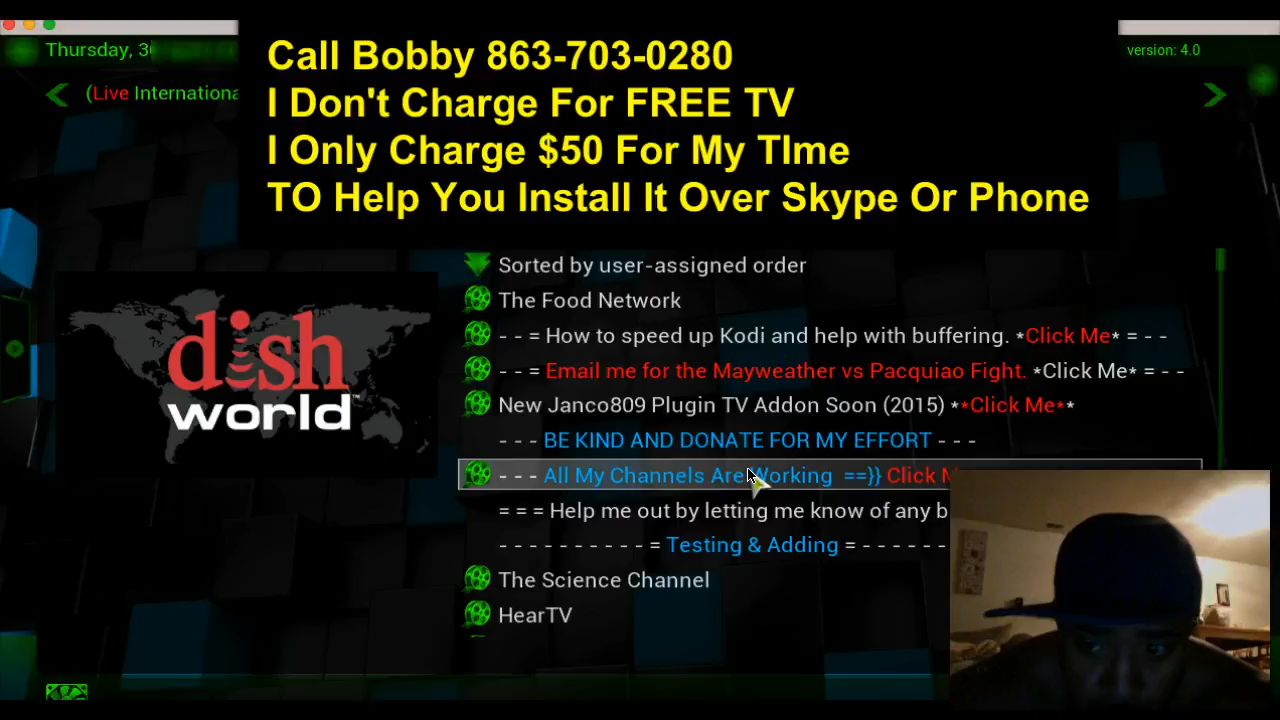 Call Bobby 863-703-0280
I Don't Charge For FREE TV
I Only Charge $50 For My TIme
TO Help You Install It Over Skype Or Phone
Thursday, 3
version: 4.0
(Live Internationa
Sorted by user-assigned order
The Food Network
- - = How to speed up Kodi and help with buffering. *Click Me* = - -
- - = Email me for the Mayweather vs Pacquiao Fight. *Click Me* = - -
New Janco809 Plugin TV Addon Soon (2015) **Click Me**
- - - BE KIND AND DONATE FOR MY EFFORT - - -
- - - All My Channels Are Working ==}} Click M
= = = Help me out by letting me know of any b
- - - - - - - - - - = Testing & Adding = - - - - - -
The Science Channel
HearTV
dish
world™